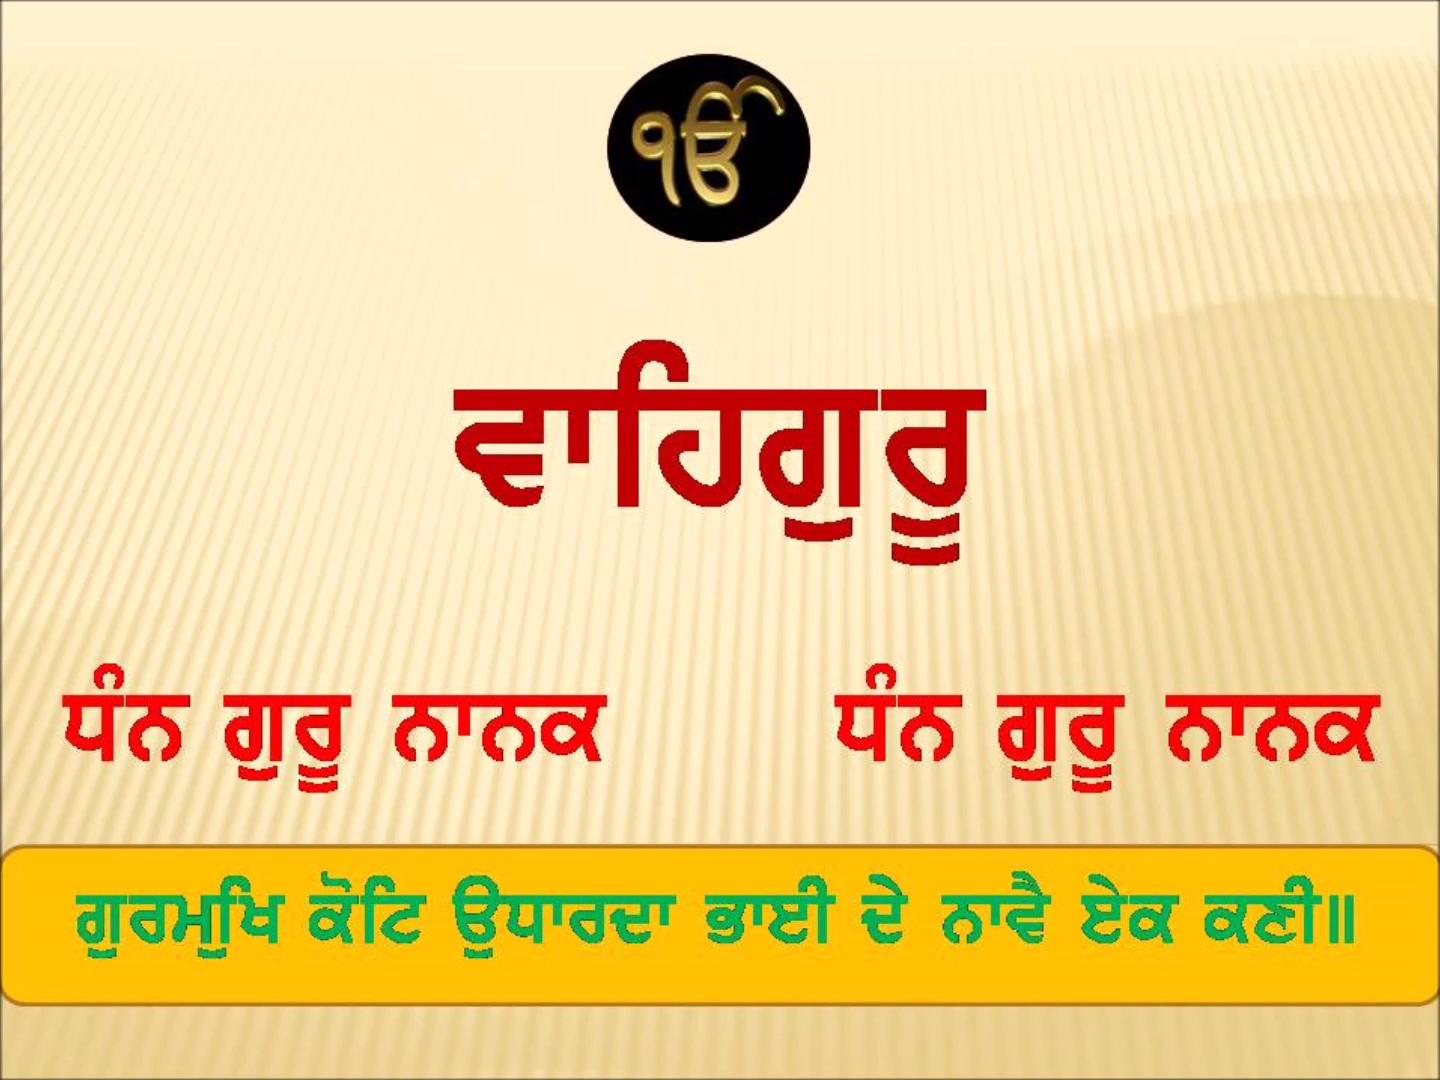 ੴ
ਵਾਹਿਗੁਰੂ
ਧੰਨ ਗੁਰੂ ਨਾਨਕ ਧੰਨ ਗੁਰੂ ਨਾਨਕ
ਗੁਰਮੁਖਿ ਕੋਟਿ ਉਧਾਰਦਾ ਭਾਈ ਦੇ ਨਾਵੈ ਏਕ ਕਣੀ॥